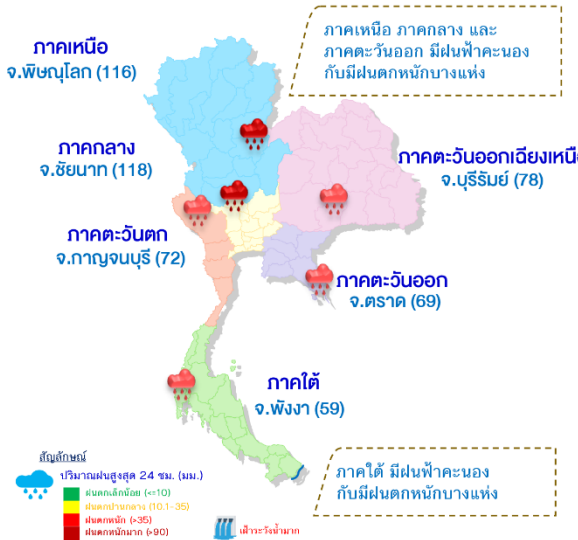 ภาคเหนือ
จ.พิษณุโลก (116)
ภาคเหนือ ภาคกลาง และ
ภาคตะวันออก มีฝนฟ้าคะนอง
กับมีฝนตกหนักบางแห่ง
ภาคกลาง
จ.ชัยนาท (118)
ภาคตะวันออกเฉียงเหนือ
จ.บุรีรัมย์ (78)
ภาคตะวันตก
จ.กาญจนบุรี (72)
ภาคตะวันออก
จ.ตราด (69)
ภาคใต้
จ.พังงา (59)
สัญลักษณ์
ปริมาณฝนสูงสุด 24 ชม. (มม.)
ฝนตกเล็กน้อย (<=10)
ฝนตกปานกลาง (10.1-35)
ฝนตกหนัก (>35)
ฝนตกหนักมาก (>90)
เฝ้าระวังน้ำมาก
ภาคใต้ มีฝนฟ้าคะนอง
กับมีฝนตกหนักบางแห่ง